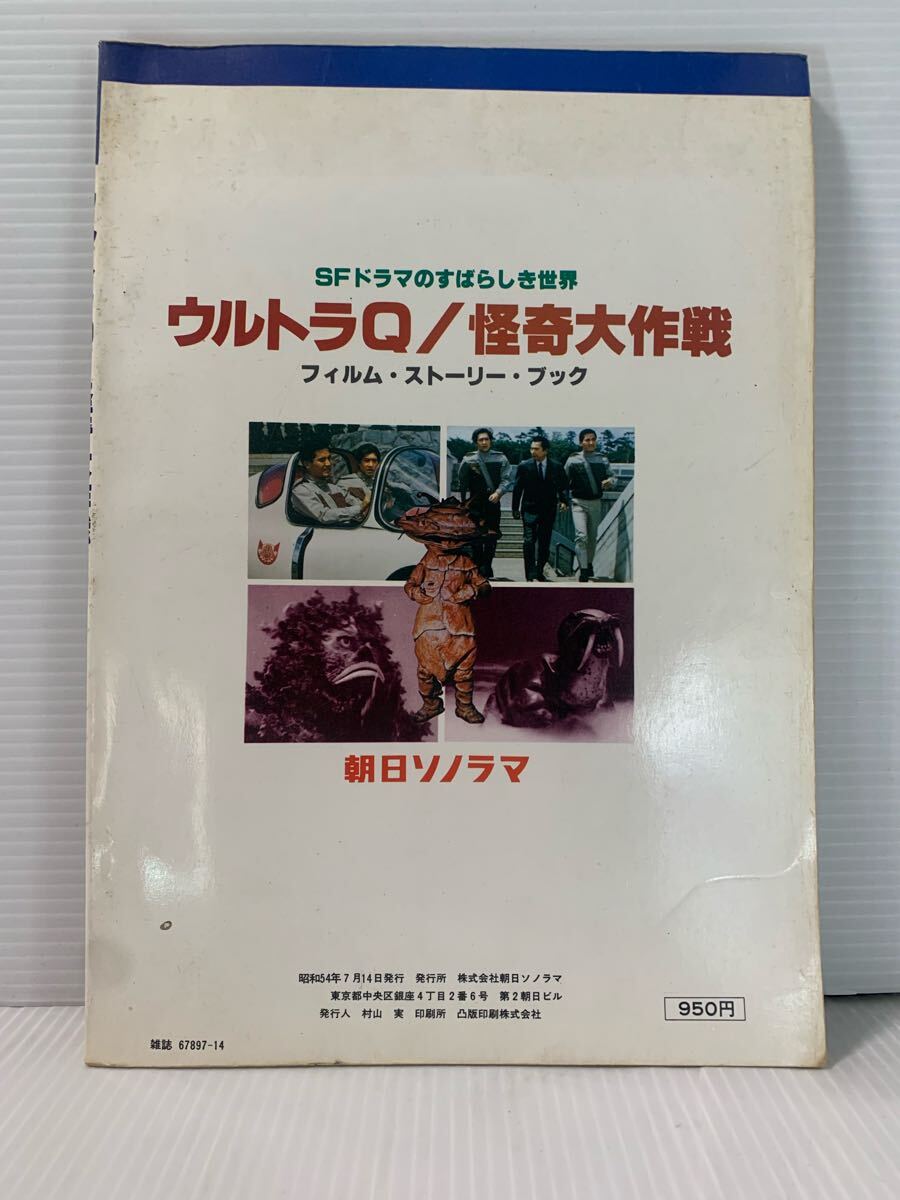 SFドラマのすばらしき世界
ウルトラQ/怪奇大作戦
フィルム・ストーリー・ブック
朝日ソノラマ
昭和54年7月14日発行 発行所 株式会社朝日ソノラマ
東京都中央区銀座4丁目2番6号 第2朝日ビル
発行人 村山 実 印刷所 凸版印刷株式会社
950円
雑誌 67897-14